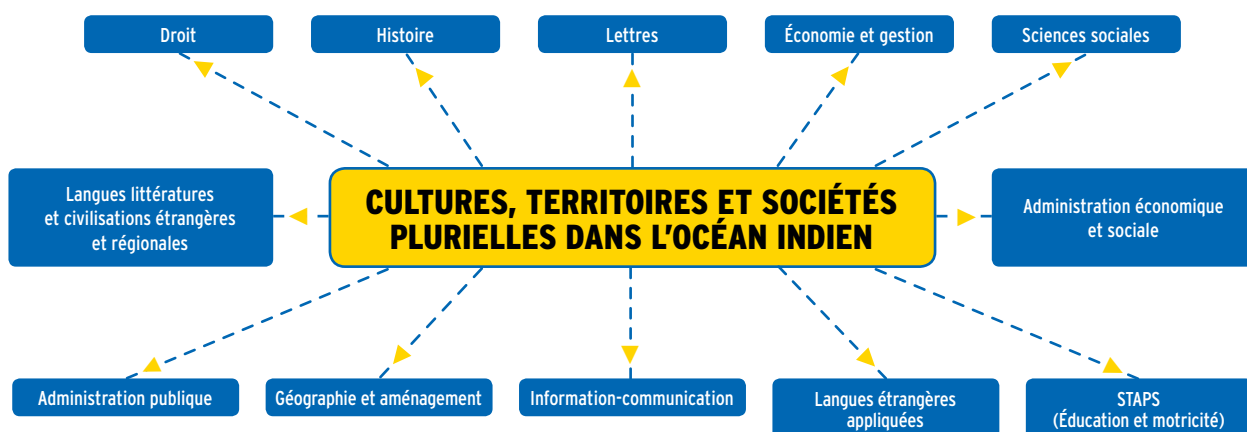 Droit
Histoire
Lettres
Économie et gestion
Sciences sociales
Langues littératures
et civilisations étrangères
et régionales
CULTURES, TERRITOIRES ET SOCIÉTÉS
PLURIELLES DANS L'OCÉAN INDIEN
Administration économique
et sociale
Administration publique
Géographie et aménagement
Information-communication
Langues étrangères
appliquées
STAPS
(Éducation et motricité)